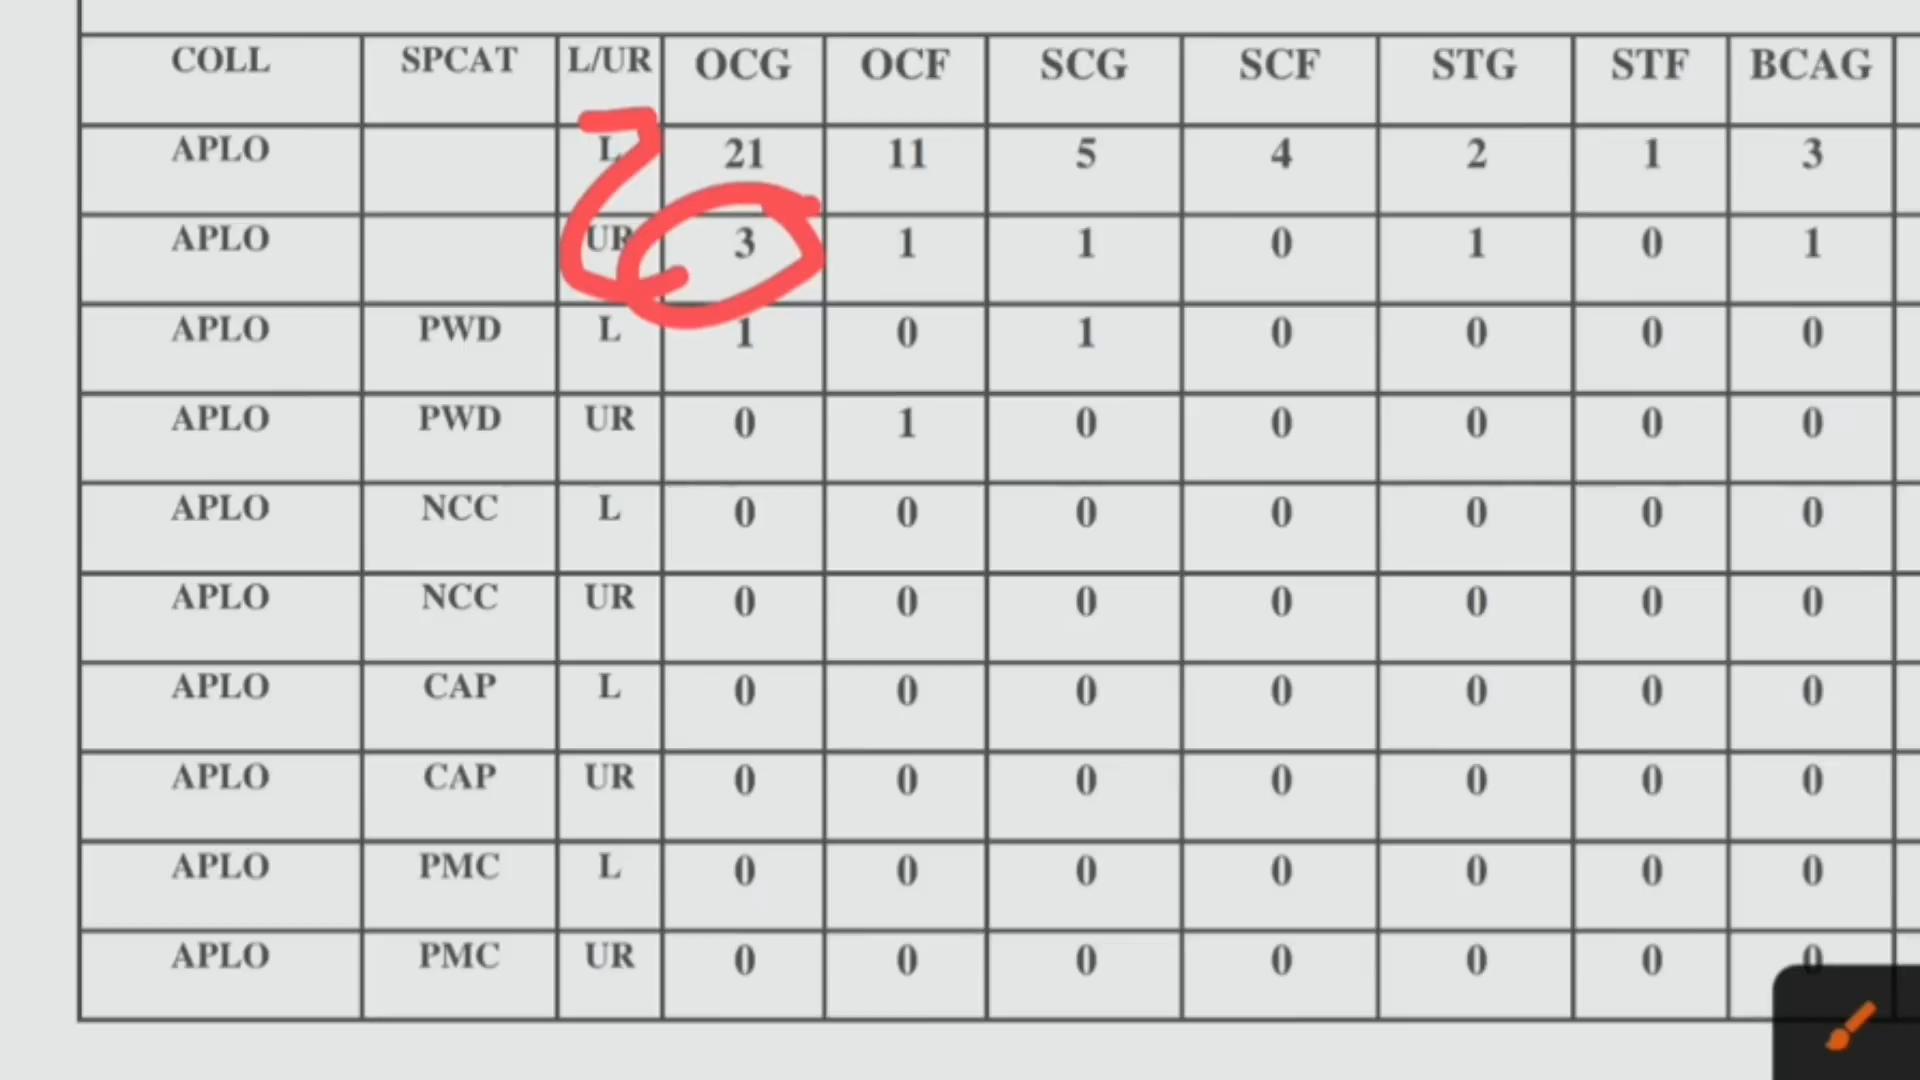 COLL SPCAT L/UR OCG OCF SCG SCF STG STF BCAG
APLO L 21 11 5 4 2 1 3
APLO UR 3 1 1 0 1 0 1
APLO PWD L 1 0 1 0 0 0 0
APLO PWD UR 0 1 0 0 0 0 0
APLO NCC L 0 0 0 0 0 0 0
APLO NCC UR 0 0 0 0 0 0 0
APLO CAP L 0 0 0 0 0 0 0
APLO CAP UR 0 0 0 0 0 0 0
APLO PMC L 0 0 0 0 0 0 0
APLO PMC UR 0 0 0 0 0 0 0